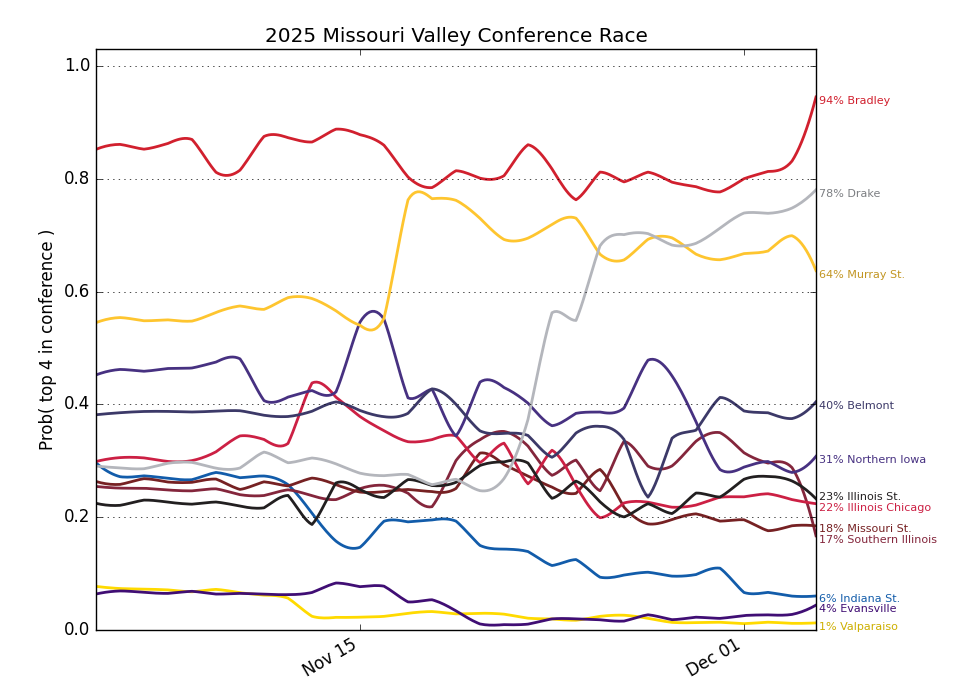 2025 Missouri Valley Conference Race
Prob( top 4 in conference )
1.0
0.8
0.6
0.4
0.2
0.0
Nov 15
Dec 01
94% Bradley
78% Drake
64% Murray St.
40% Belmont
31% Northern Iowa
23% Illinois St.
22% Illinois Chicago
18% Missouri St.
17% Southern Illinois
6% Indiana St.
4% Evansville
1% Valparaiso